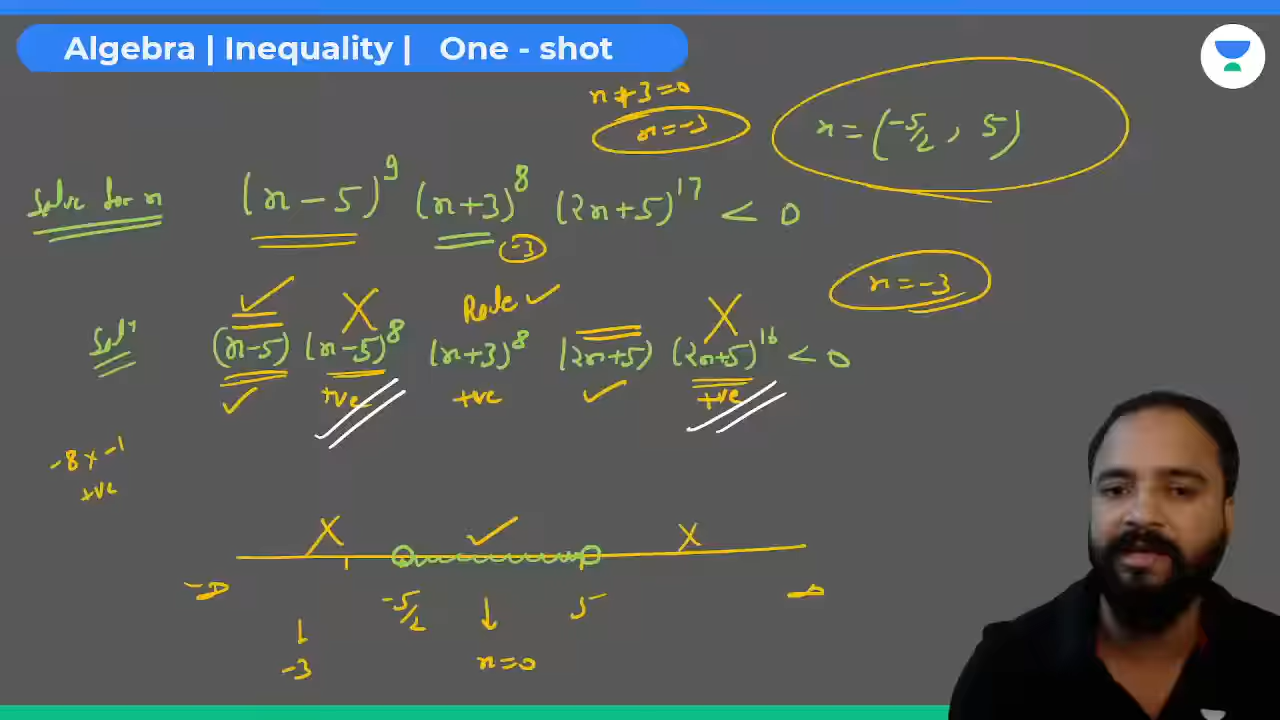 Algebra | Inequality | One - shot
x+3=0
x=-3
x = (-5/2, 5)
Solve for x (x-5)^9 (x+3)^8 (2x+5)^17 < 0
-3
x=-3
Rule ✓
Sol^n (x-5) (x-5)^8 (x+3)^8 (2x+5) (2x+5)^16 < 0
✓ +ve +ve ✓ +ve
-8 x -1
+ve
X ✓ X
-∞ -5/2 5 ∞
-3 x=0